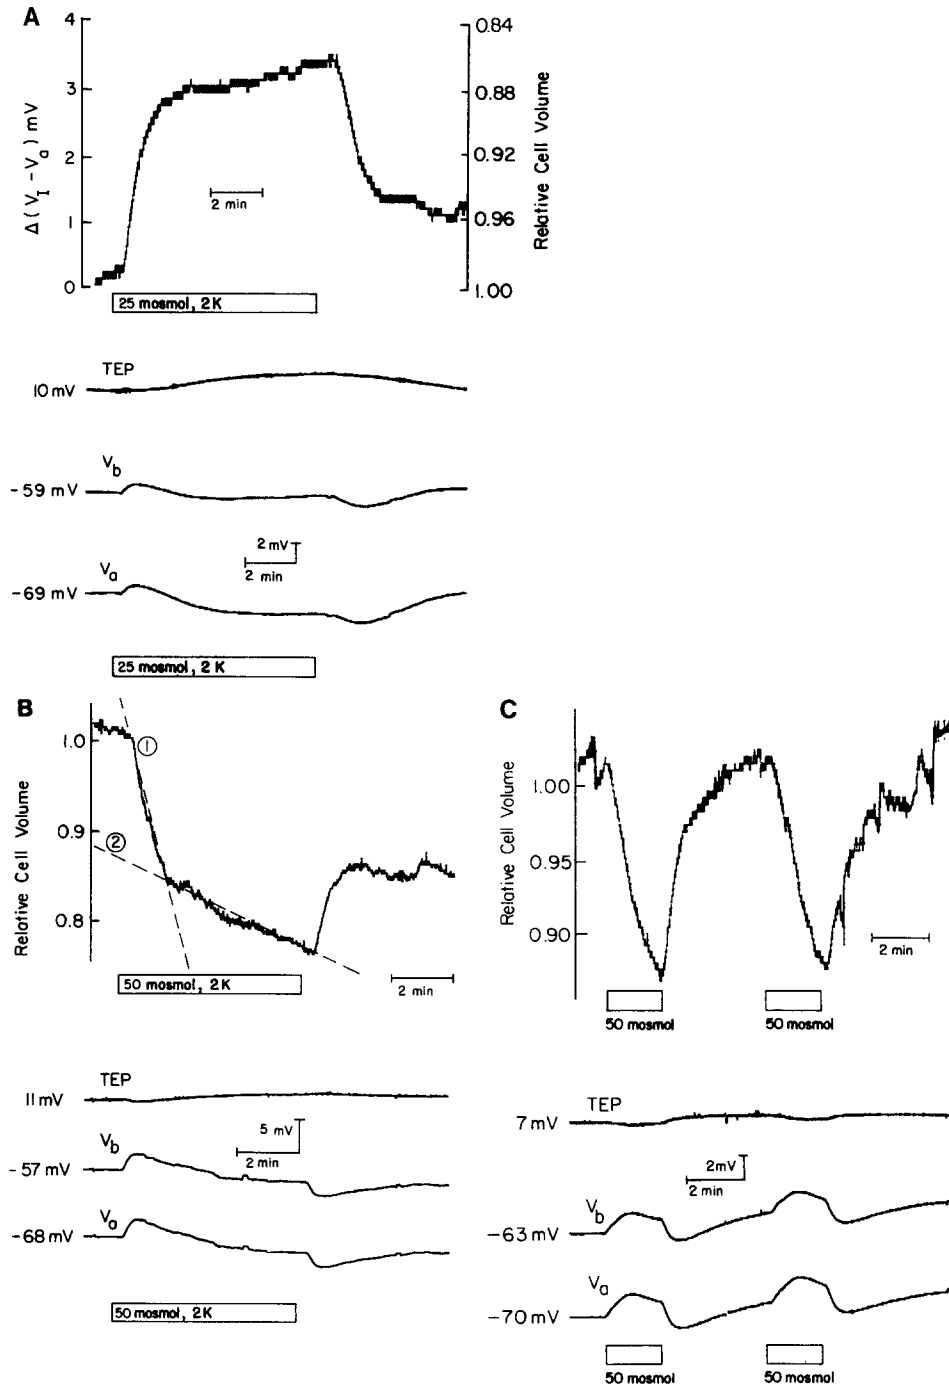 A
4
3
2
1
0
Δ(V_I − V_a) mV
0.84
0.88
0.92
0.96
1.00
Relative Cell Volume
2 min
25 mosmol, 2K
TEP
10 mV
V_b
-59 mV
2 mV
2 min
V_a
-69 mV
25 mosmol, 2K
B
1.0
0.9
0.8
Relative Cell Volume
①
②
2 min
50 mosmol, 2K
TEP
11 mV
5 mV
2 min
V_b
-57 mV
V_a
-68 mV
50 mosmol, 2K
C
1.00
0.95
0.90
Relative Cell Volume
2 min
50 mosmol
50 mosmol
TEP
7 mV
2 mV
2 min
V_b
-63 mV
V_a
-70 mV
50 mosmol
50 mosmol